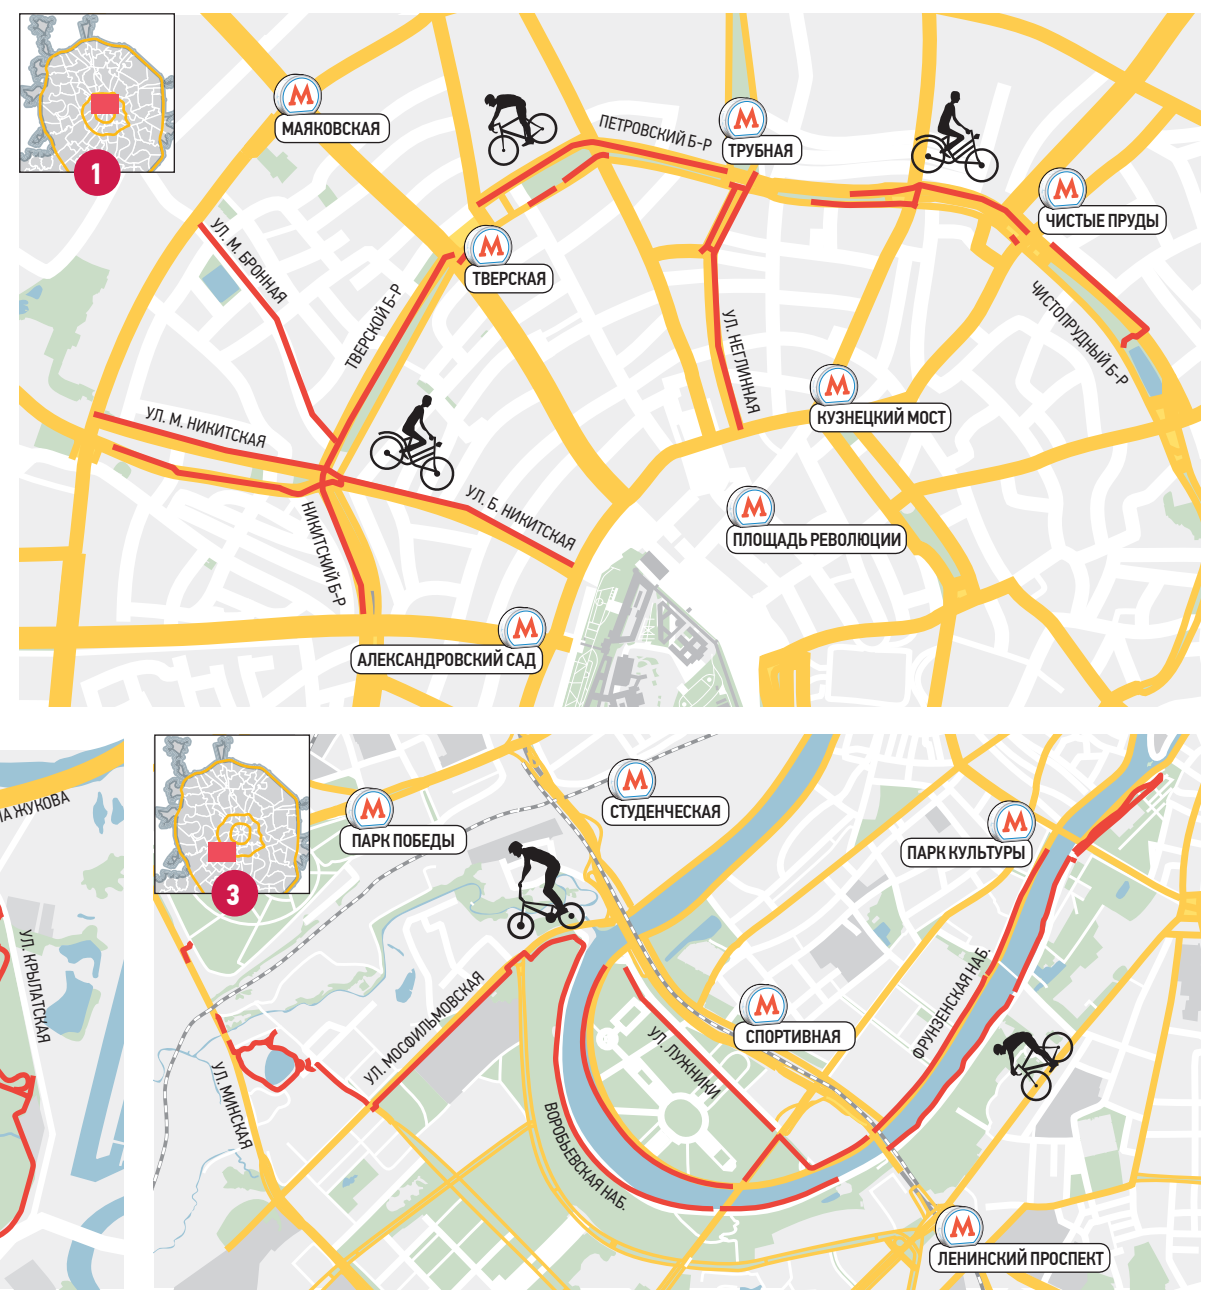 1
М
МАЯКОВСКАЯ
ПЕТРОВСКИЙ Б-Р
М
ТРУБНАЯ
М
ЧИСТЫЕ ПРУДЫ
УЛ. М. БРОННАЯ
М
ТВЕРСКАЯ
ТВЕРСКОЙ Б-Р
УЛ. НЕГЛИННАЯ
ЧИСТОПРУДНЫЙ Б-Р
М
КУЗНЕЦКИЙ МОСТ
УЛ. М. НИКИТСКАЯ
УЛ. Б. НИКИТСКАЯ
НИКИТСКИЙ Б-Р
М
ПЛОЩАДЬ РЕВОЛЮЦИИ
М
АЛЕКСАНДРОВСКИЙ САД
ЖУКОВА
УЛ. КРЫЛАТСКАЯ
3
М
ПАРК ПОБЕДЫ
М
СТУДЕНЧЕСКАЯ
М
ПАРК КУЛЬТУРЫ
УЛ. МОСФИЛЬМОВСКАЯ
УЛ. МИНСКАЯ
М
СПОРТИВНАЯ
УЛ. ЛУЖНИКИ
ФРУНЗЕНСКАЯ НАБ.
ВОРОБЬЕВСКАЯ НАБ.
М
ЛЕНИНСКИЙ ПРОСПЕКТ